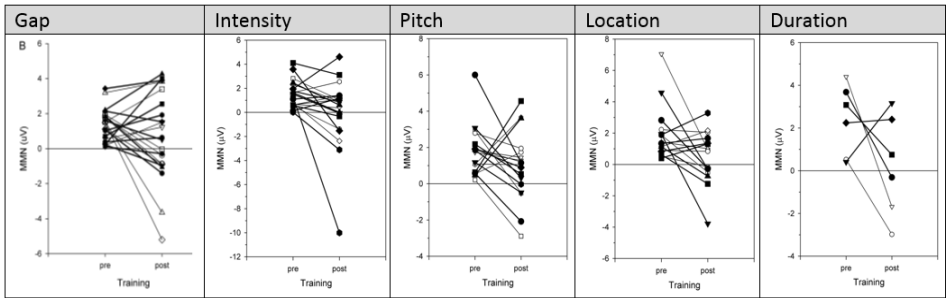 Gap
Intensity
Pitch
Location
Duration
B
6
4
2
0
-2
-4
-6
MMN (uV)
pre
post
Training
6
4
2
0
-2
-4
-6
-8
-10
-12
MMN (μV)
pre
post
Training
8
6
4
2
0
-2
-4
MMN (μV)
pre
post
Training
8
6
4
2
0
-2
-4
-6
MMN (μV)
pre
post
Training
6
4
2
0
-2
-4
MMN (μV)
pre
post
Training